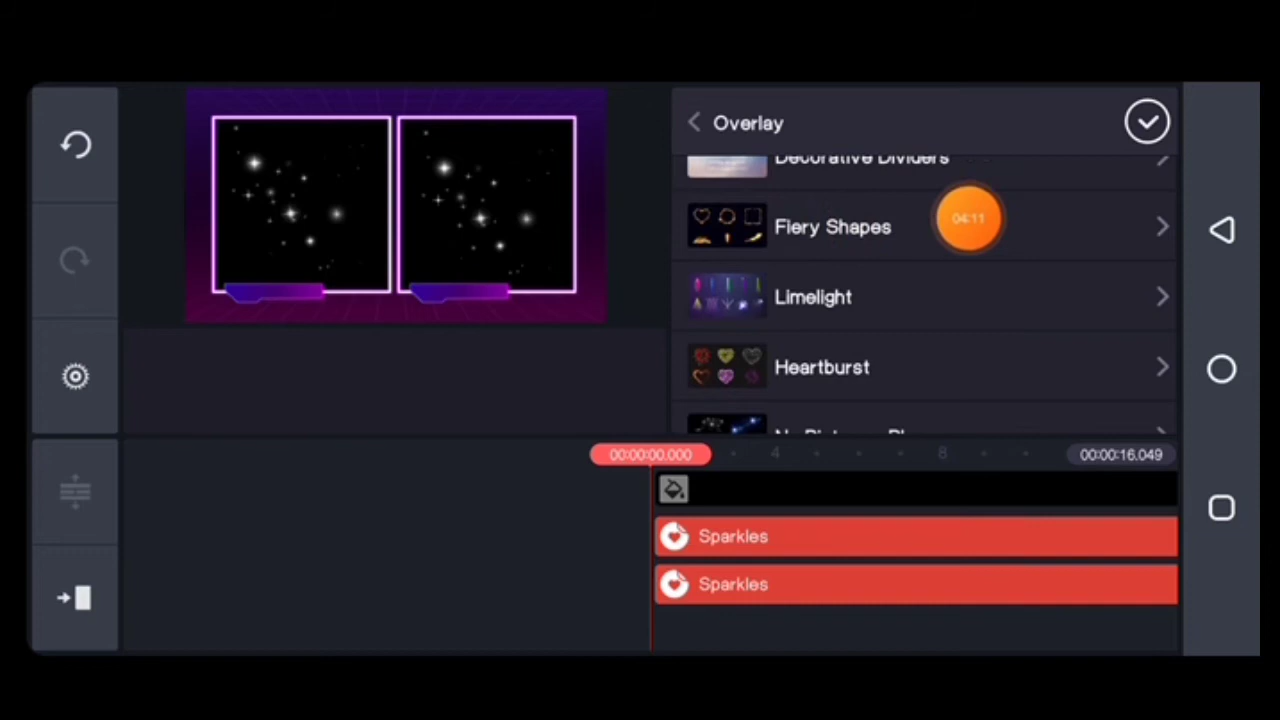 Overlay
Decorative Dividers
04:11
Fiery Shapes
Limelight
Heartburst
00:00:00.000
4
8
00:00:16.049
Sparkles
Sparkles